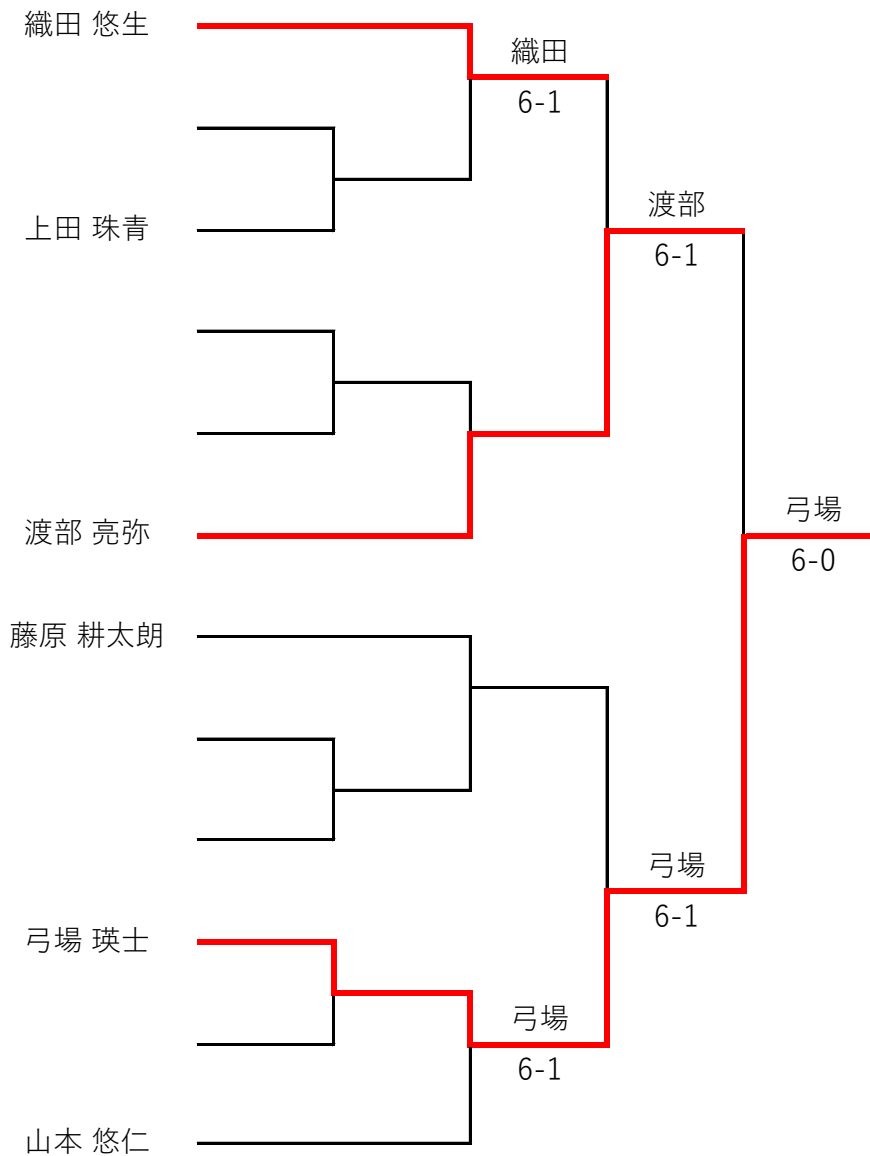 織田 悠生
織田
6-1
上田 珠青
渡部
6-1
渡部 亮弥
弓場
6-0
藤原 耕太朗
弓場
6-1
弓場 瑛士
弓場
6-1
山本 悠仁